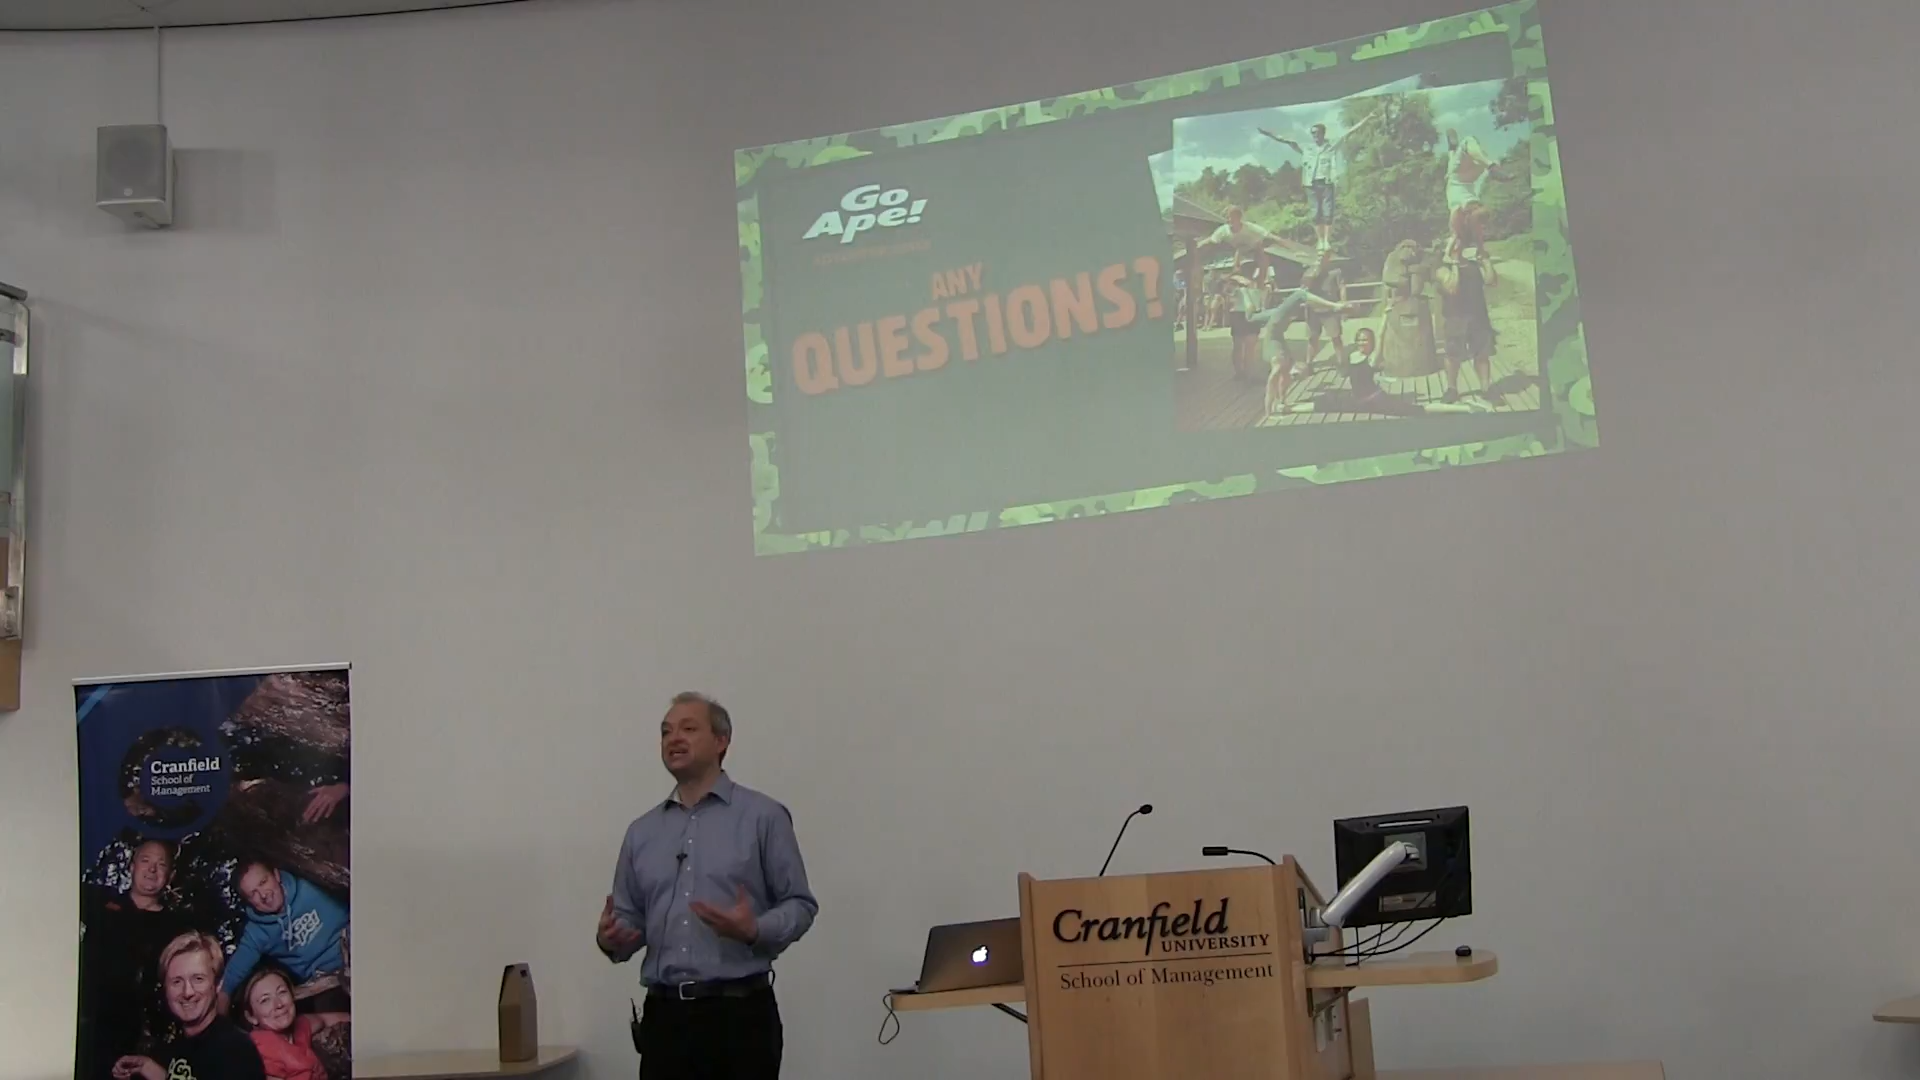 Go
Ape!
ANY
QUESTIONS?
Cranfield
School of
Management
Cranfield
UNIVERSITY
School of Management